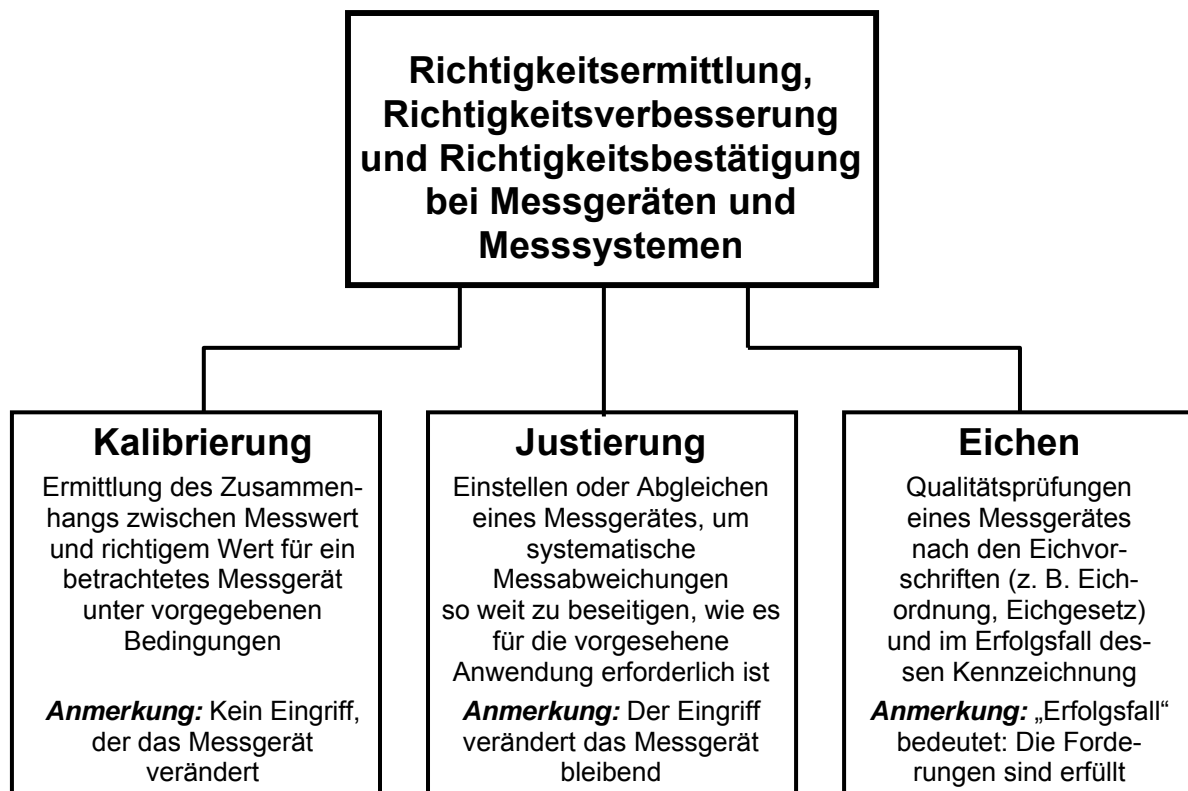 Richtigkeitsermittlung,
Richtigkeitsverbesserung
und Richtigkeitsbestätigung
bei Messgeräten und
Messsystemen
Kalibrierung
Ermittlung des Zusammen-
hangs zwischen Messwert
und richtigem Wert für ein
betrachtetes Messgerät
unter vorgegebenen
Bedingungen
Anmerkung: Kein Eingriff,
der das Messgerät
verändert
Justierung
Einstellen oder Abgleichen
eines Messgerätes, um
systematische
Messabweichungen
so weit zu beseitigen, wie es
für die vorgesehene
Anwendung erforderlich ist
Anmerkung: Der Eingriff
verändert das Messgerät
bleibend
Eichen
Qualitätsprüfungen
eines Messgerätes
nach den Eichvor-
schriften (z. B. Eich-
ordnung, Eichgesetz)
und im Erfolgsfall des-
sen Kennzeichnung
Anmerkung: „Erfolgsfall“
bedeutet: Die Forde-
rungen sind erfüllt